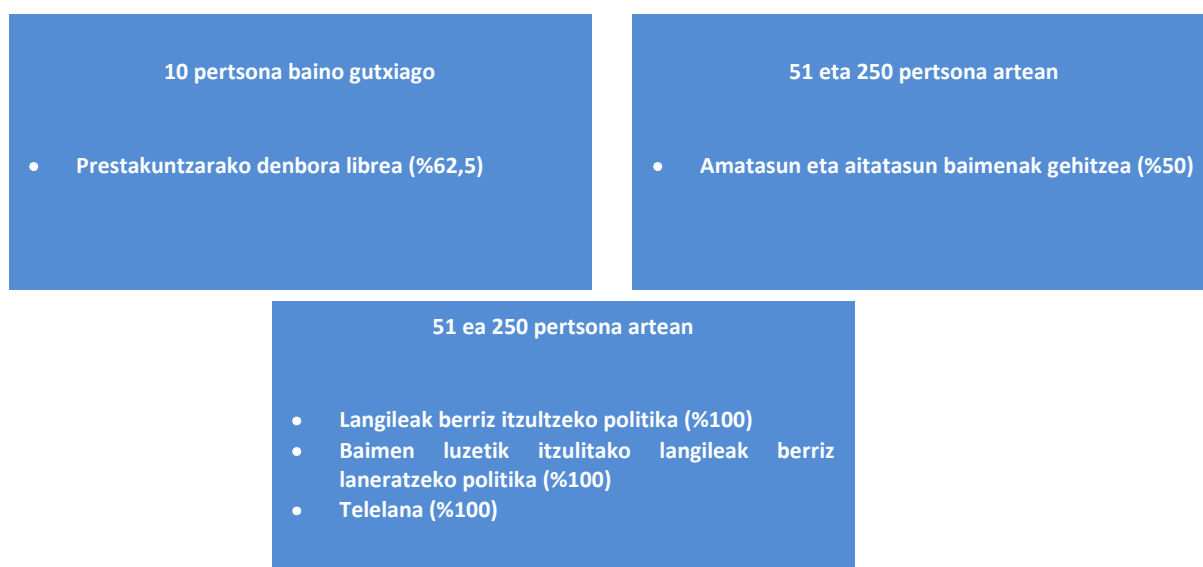 10 pertsona baino gutxiago
• Prestakuntzarako denbora librea (%62,5)
51 eta 250 pertsona artean
• Amatasun eta aitatasun baimenak gehitzea (%50)
51 ea 250 pertsona artean
• Langileak berriz itzultzeko politika (%100)
• Baimen luzetik itzulitako langileak berriz
laneratzeko politika (%100)
• Telelana (%100)